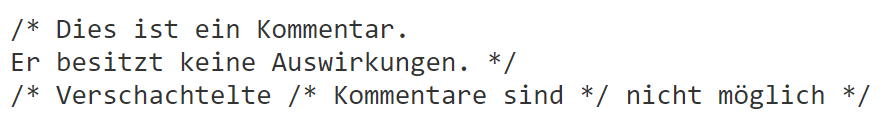 /* Dies ist ein Kommentar.
Er besitzt keine Auswirkungen. */
/* Verschachtelte /* Kommentare sind */ nicht möglich */